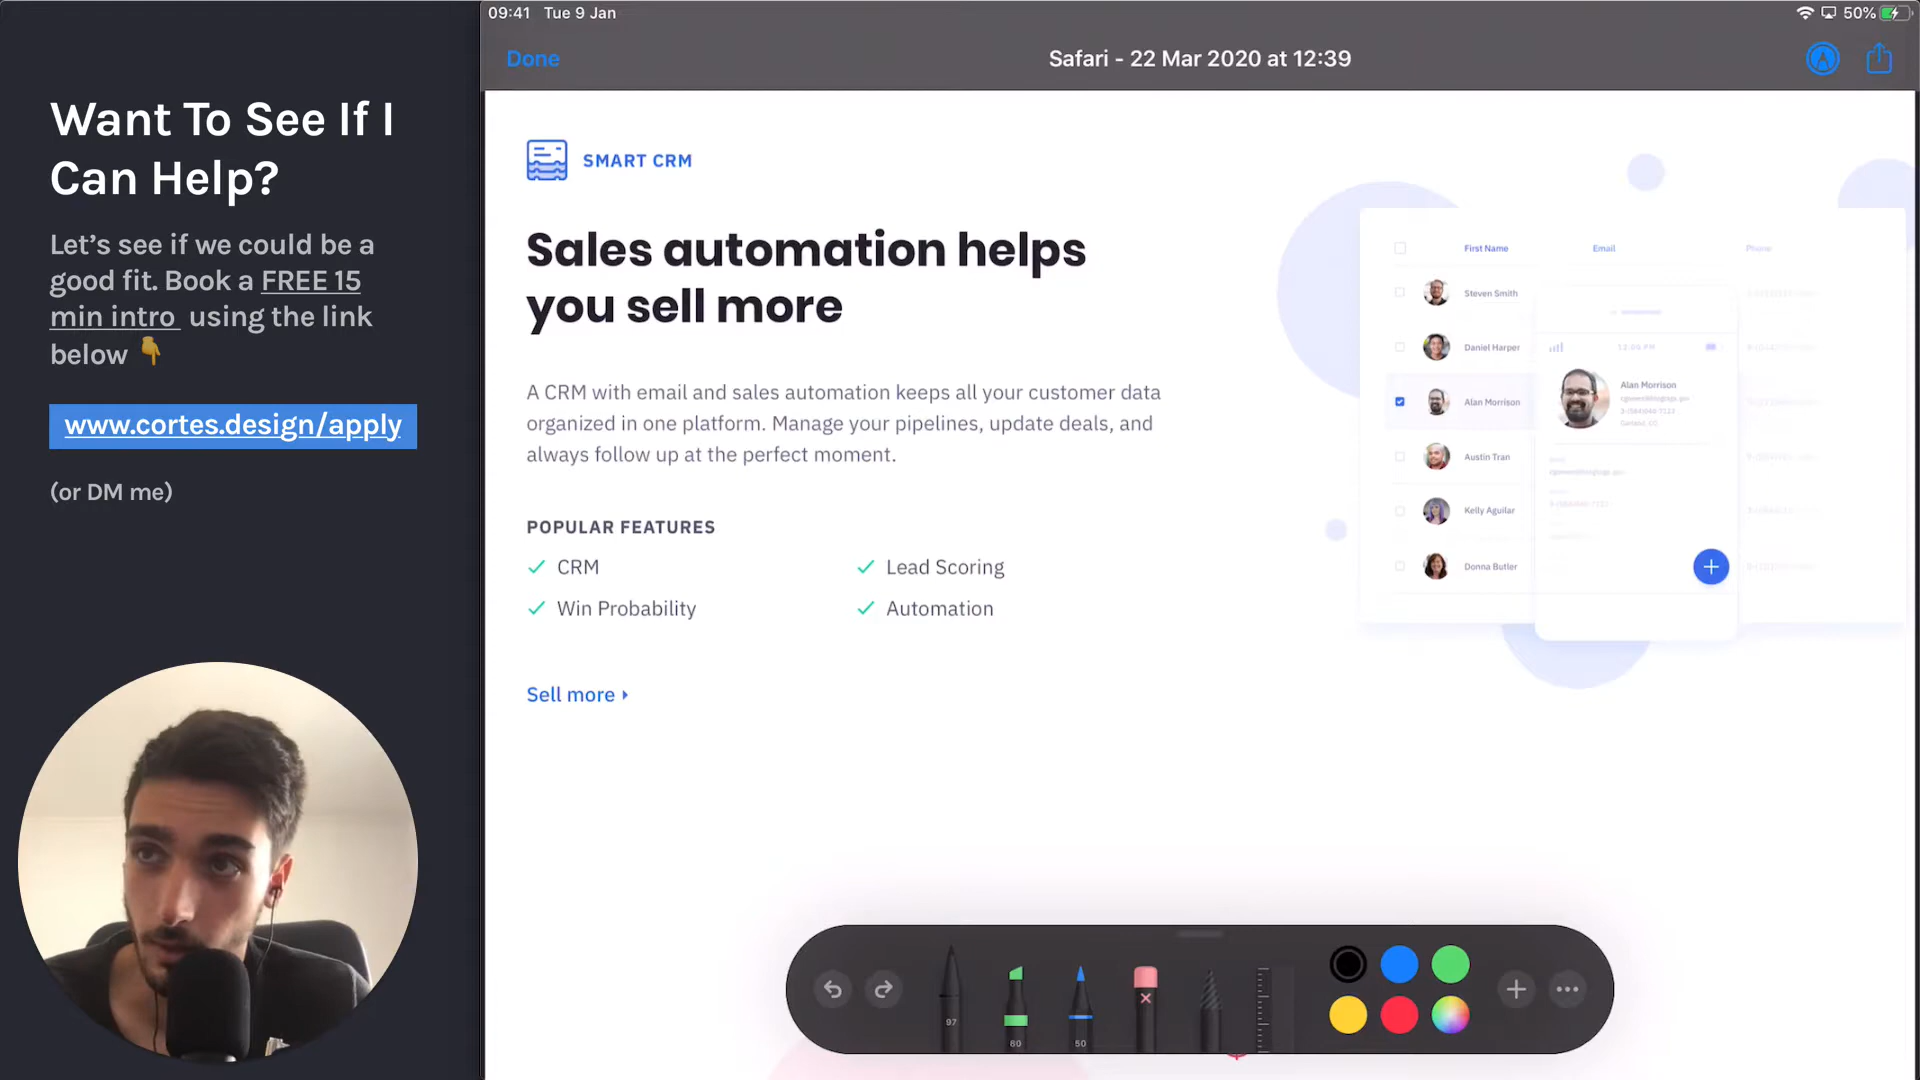 09:41 Tue 9 Jan
50%
Done
Safari - 22 Mar 2020 at 12:39
Want To See If I
Can Help?
Let’s see if we could be a
good fit. Book a FREE 15
min intro using the link
below 👇
www.cortes.design/apply
(or DM me)
SMART CRM
Sales automation helps
you sell more
A CRM with email and sales automation keeps all your customer data
organized in one platform. Manage your pipelines, update deals, and
always follow up at the perfect moment.
POPULAR FEATURES
CRM
Lead Scoring
Win Probability
Automation
Sell more
First Name Email Phone
Steven Smith
Daniel Harper
Alan Morrison
Austin Tran
Kelly Aguilar
Donna Butler
12:05 PM
Alan Morrison
97
80
50